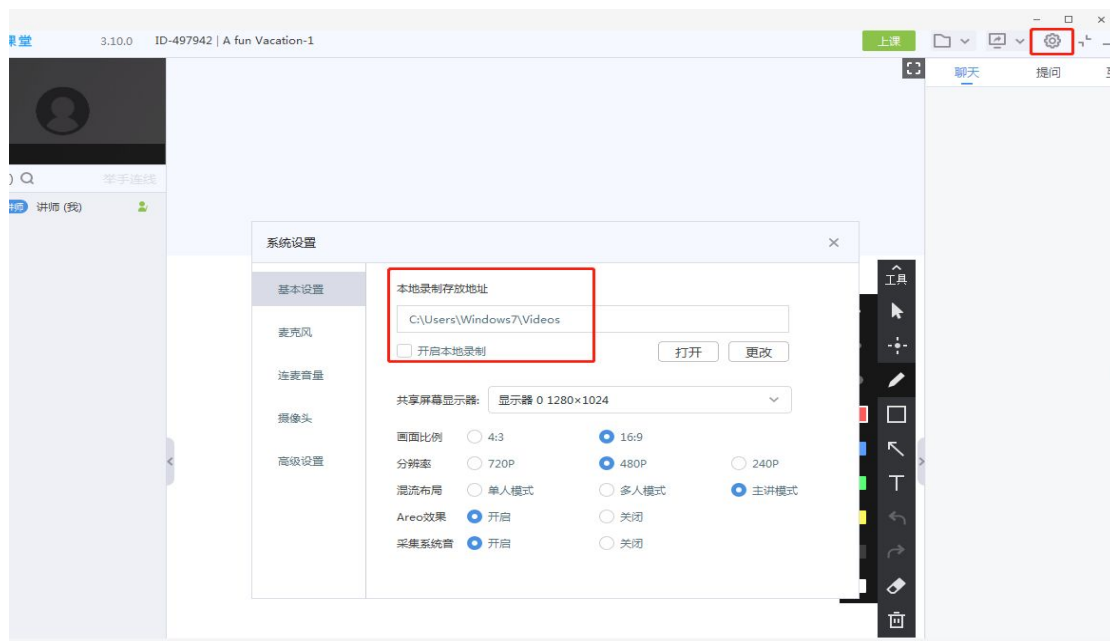 课堂 3.10.0 ID-497942 | A fun Vacation-1 上课
聊天 提问
) 举手连线
讲师 讲师 (我)
系统设置
工具
基本设置
麦克风
连麦音量
摄像头
高级设置
本地录制存放地址
C:\Users\Windows7\Videos
开启本地录制 打开 更改
共享屏幕显示器: 显示器 0 1280×1024
画面比例 4:3 16:9
分辨率 720P 480P 240P
混流布局 单人模式 多人模式 主讲模式
Areo效果 开启 关闭
采集系统音 开启 关闭
T